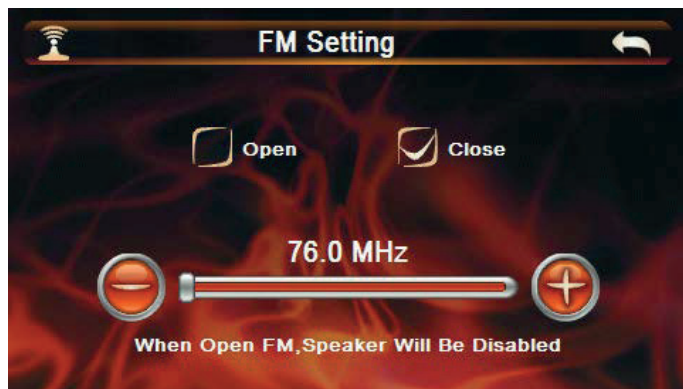 FM Setting
Open Close
76.0 MHz
When Open FM,Speaker Will Be Disabled